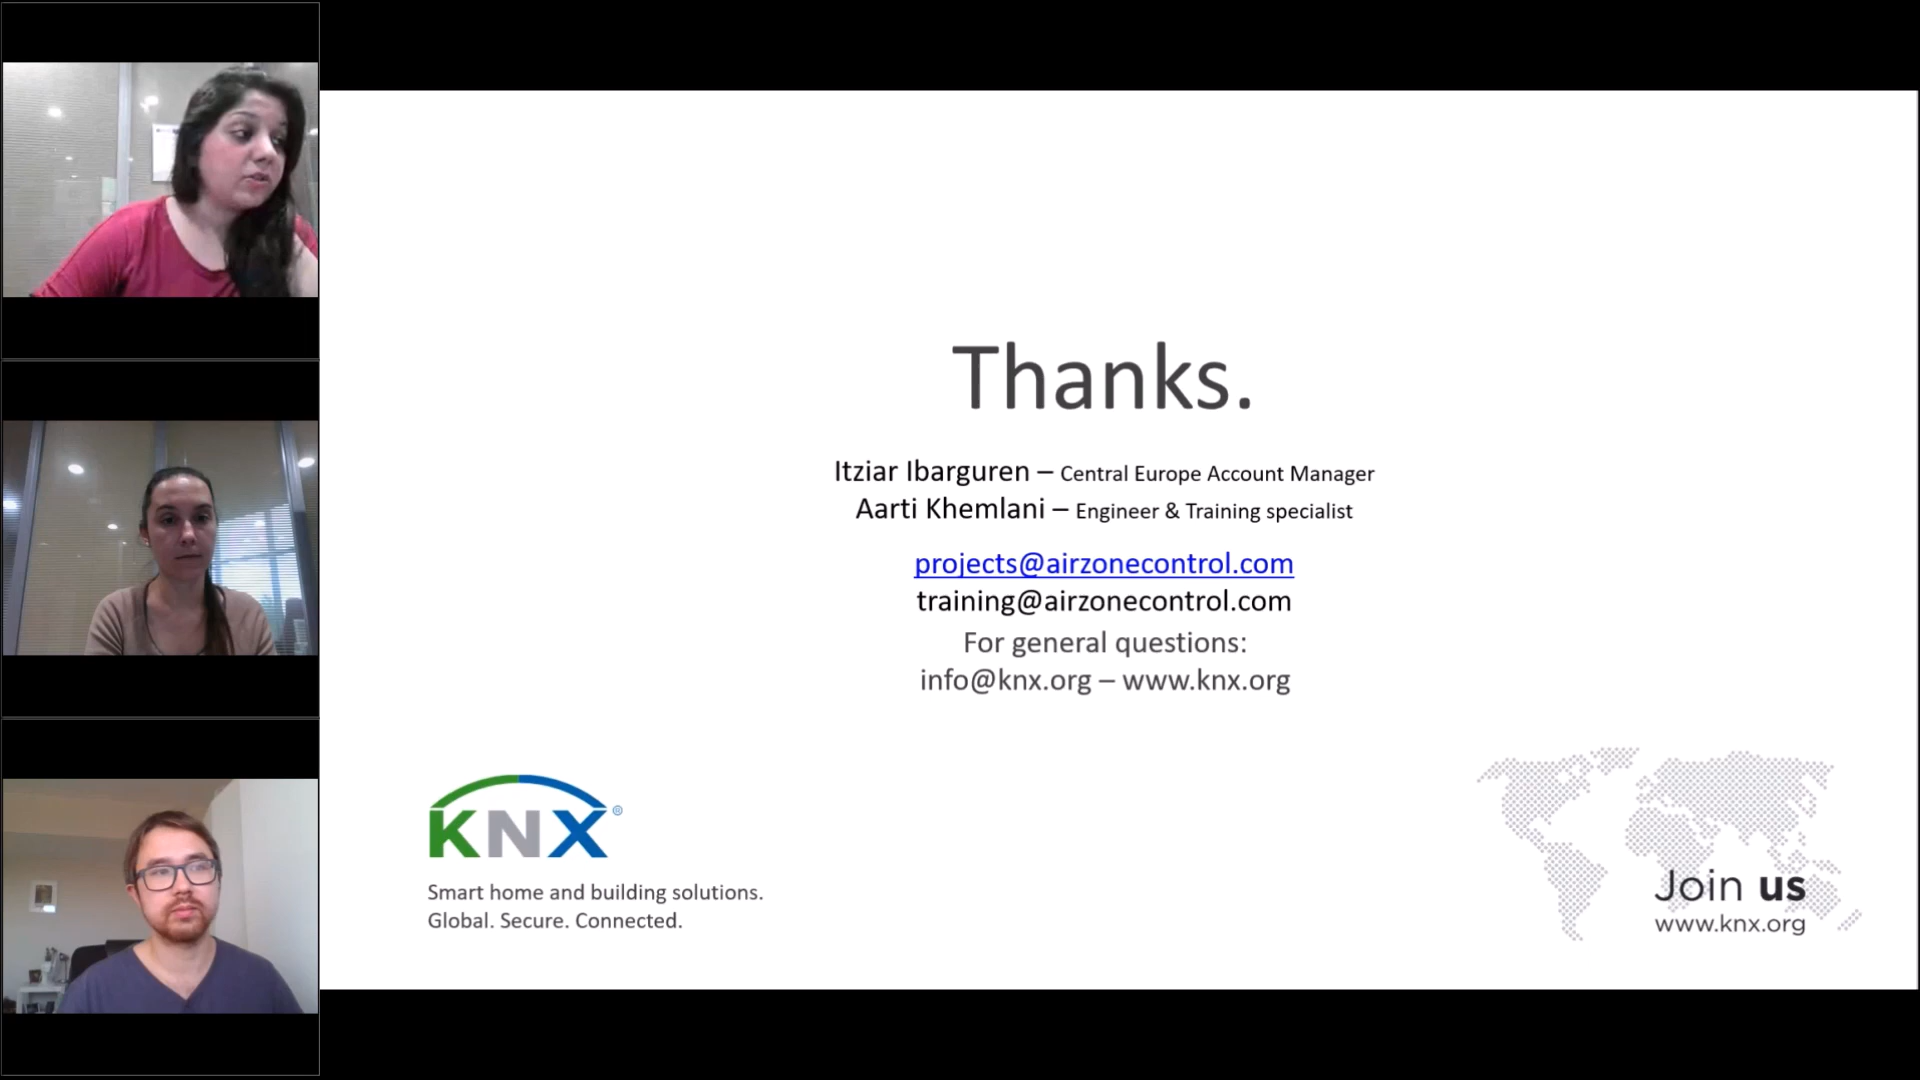 Thanks.
Itziar Ibarguren – Central Europe Account Manager
Aarti Khemlani – Engineer & Training specialist
projects@airzonecontrol.com
training@airzonecontrol.com
For general questions:
info@knx.org – www.knx.org
KNX®
Smart home and building solutions.
Global. Secure. Connected.
Join us
www.knx.org